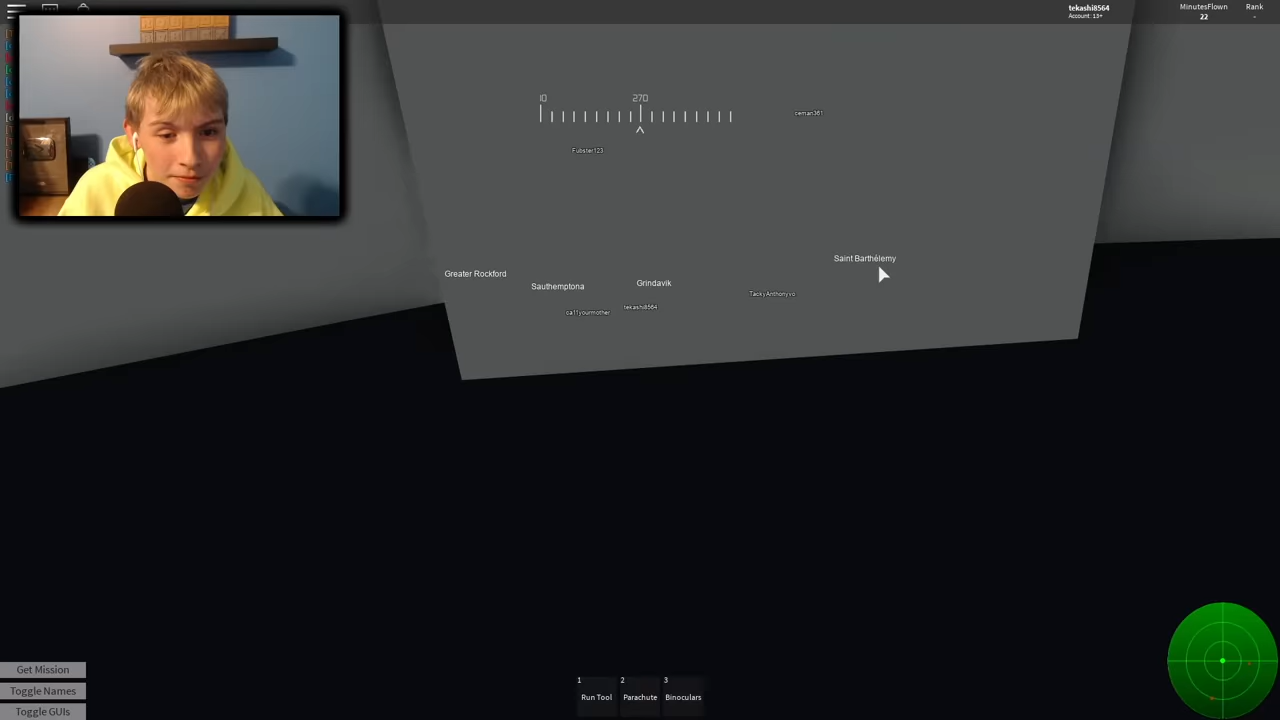 tekashi8564
Account: 13+
MinutesFlown
22
Rank
-
10
270
ceman361
Fubster123
Saint Barthélemy
Greater Rockford
Sauthemptona
Grindavik
TackyAnthonyvo
tekashi8564
ca11yourmother
Get Mission
Toggle Names
Toggle GUIs
1
Run Tool
2
Parachute
3
Binoculars